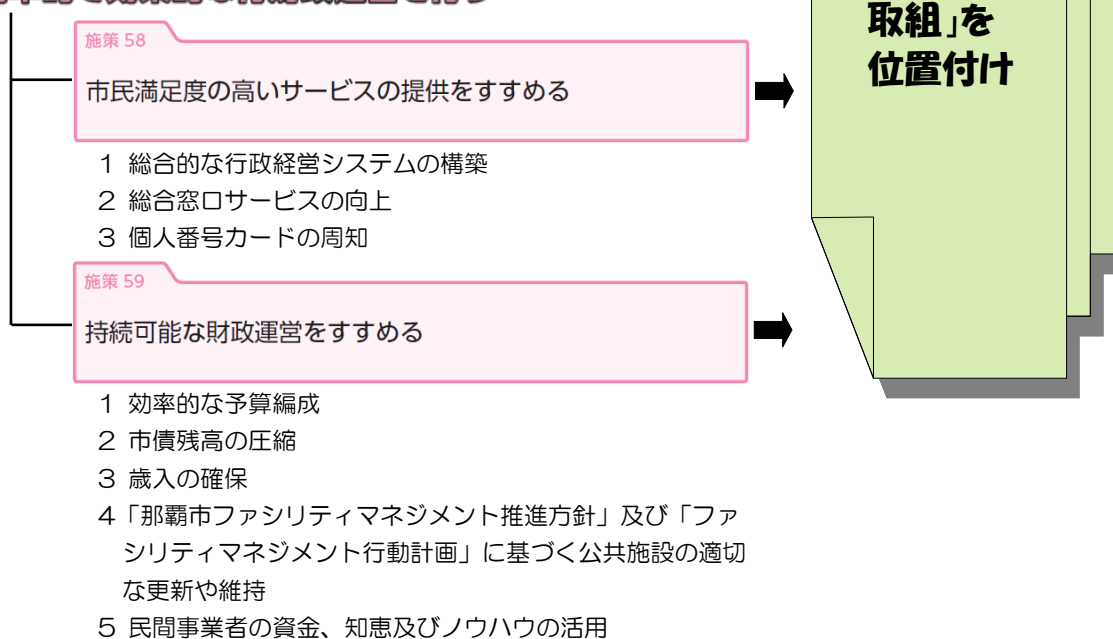 施策 58
市民満足度の高いサービスの提供をすすめる
1 総合的な行政経営システムの構築
2 総合窓口サービスの向上
3 個人番号カードの周知
施策 59
持続可能な財政運営をすすめる
1 効率的な予算編成
2 市債残高の圧縮
3 歳入の確保
4「那覇市ファシリティマネジメント推進方針」及び「ファ
シリティマネジメント行動計画」に基づく公共施設の適切
な更新や維持
5 民間事業者の資金、知恵及びノウハウの活用
取組」を
位置付け